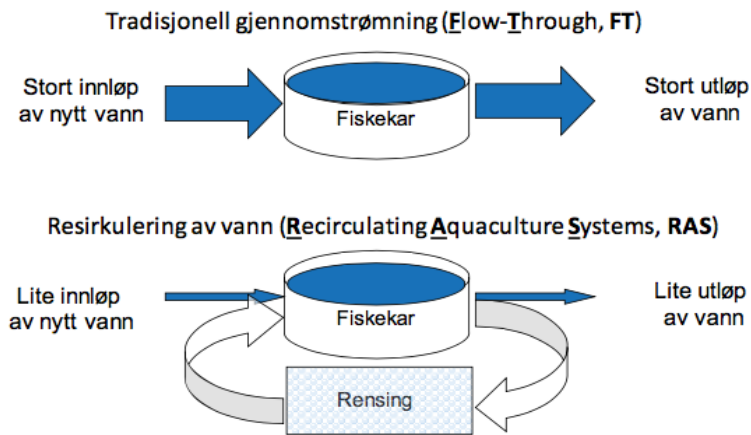 Tradisjonell gjennomstrømning (Flow-Through, FT)
Stort innløp
av nytt vann
Fiskekar
Stort utløp
av vann
Resirkulering av vann (Recirculating Aquaculture Systems, RAS)
Lite innløp
av nytt vann
Fiskekar
Lite utløp
av vann
Rensing